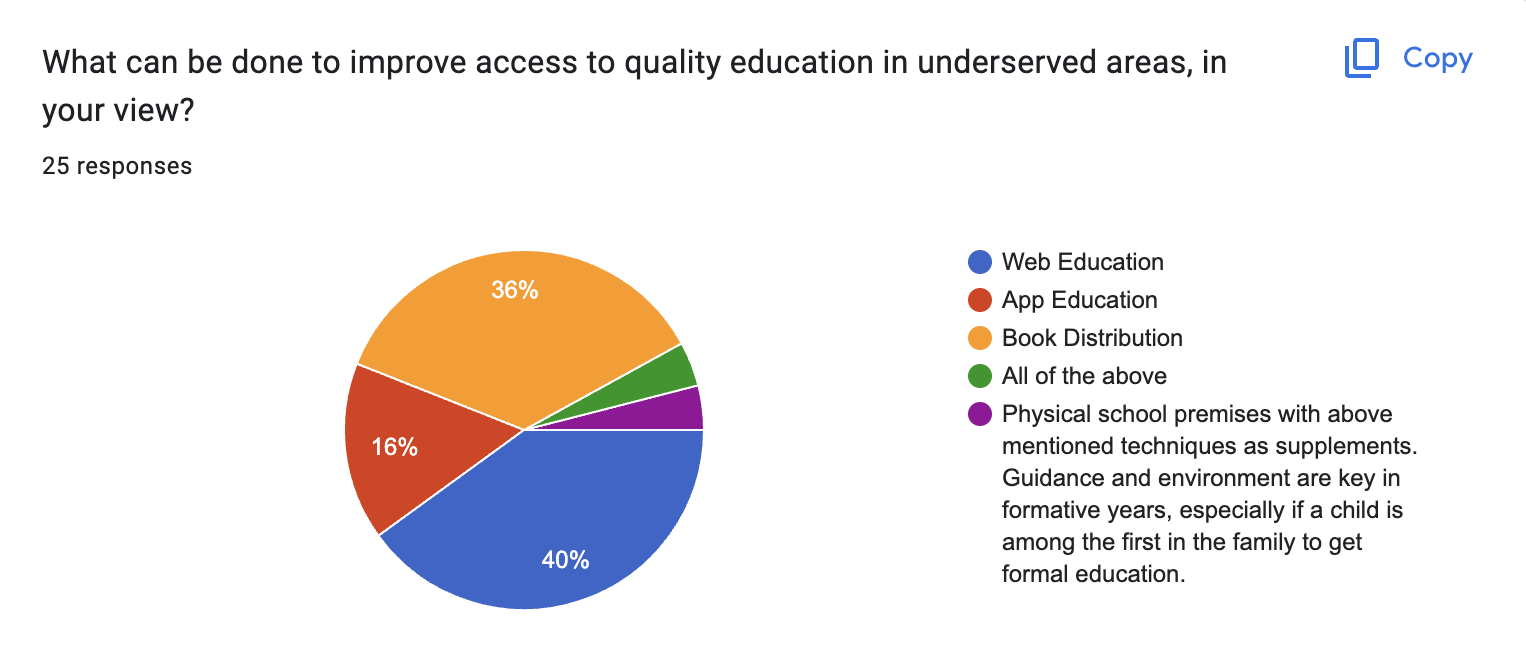 What can be done to improve access to quality education in underserved areas, in
your view?
Copy
25 responses
36%
16%
40%
Web Education
App Education
Book Distribution
All of the above
Physical school premises with above
mentioned techniques as supplements.
Guidance and environment are key in
formative years, especially if a child is
among the first in the family to get
formal education.